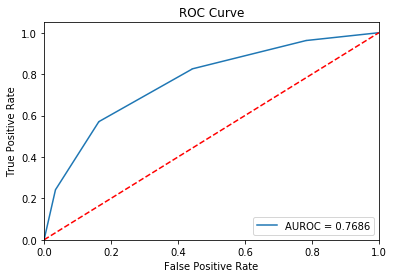 ROC Curve
True Positive Rate
1.0
0.8
0.6
0.4
0.2
0.0
AUROC = 0.7686
0.0 0.2 0.4 0.6 0.8 1.0
False Positive Rate